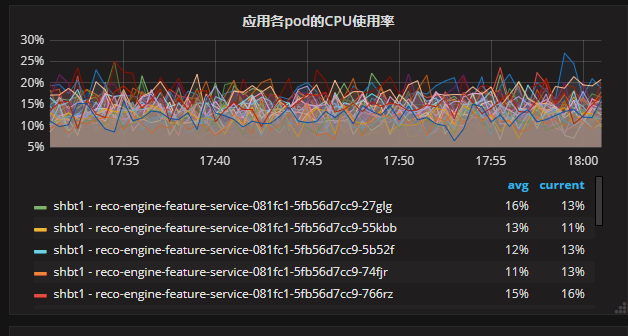 应用各pod的CPU使用率
30%
25%
20%
15%
10%
5%
17:35 17:40 17:45 17:50 17:55 18:00
avg current
shbt1 - reco-engine-feature-service-081fc1-5fb56d7cc9-27glg 16% 13%
shbt1 - reco-engine-feature-service-081fc1-5fb56d7cc9-55kbb 13% 11%
shbt1 - reco-engine-feature-service-081fc1-5fb56d7cc9-5b52f 12% 13%
shbt1 - reco-engine-feature-service-081fc1-5fb56d7cc9-74fjr 11% 13%
shbt1 - reco-engine-feature-service-081fc1-5fb56d7cc9-766rz 15% 16%